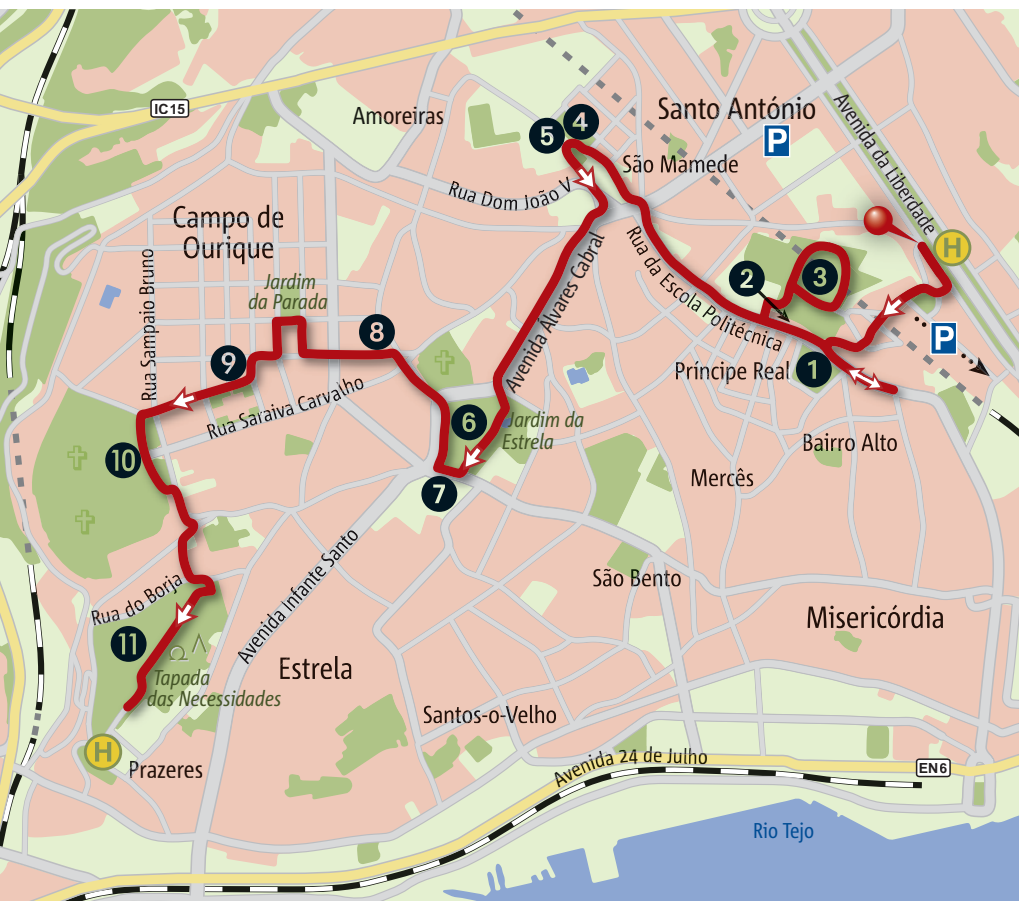 IC15
Amoreiras
Santo António
P
Avenida da Liberdade
5
4
São Mamede
Rua Dom João V
Campo de
Ourique
H
Rua Sampaio Bruno
Jardim
da Parada
Rua da Escola Politécnica
Avenida Álvares Cabral
2
3
P
8
9
Príncipe Real
1
Rua Saraiva Carvalho
6
Jardim da
Estrela
Bairro Alto
10
Mercês
7
Avenida Infante Santo
São Bento
Rua do Borja
Misericórdia
11
Tapada
das Necessidades
Estrela
Santos-o-Velho
H
Prazeres
Avenida 24 de Julho
EN6
Rio Tejo